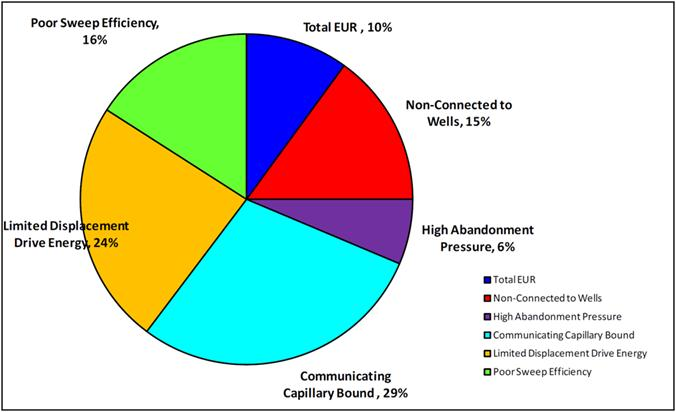 Poor Sweep Efficiency,
16%
Total EUR , 10%
Non-Connected to
Wells, 15%
High Abandonment
Pressure, 6%
Limited Displacement
Drive Energy, 24%
Communicating
Capillary Bound , 29%
Total EUR
Non-Connected to Wells
High Abandonment Pressure
Communicating Capillary Bound
Limited Displacement Drive Energy
Poor Sweep Efficiency